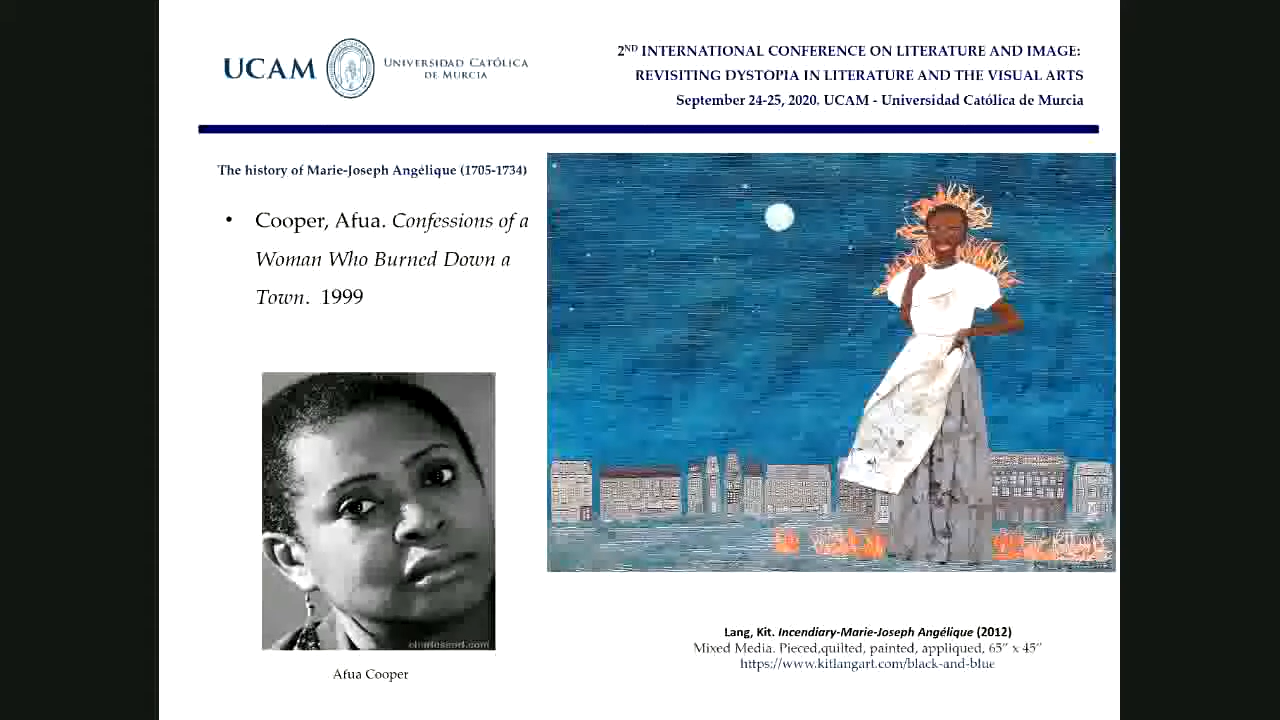 UCAM
UNIVERSIDAD CATÓLICA
DE MURCIA
2ND INTERNATIONAL CONFERENCE ON LITERATURE AND IMAGE:
REVISITING DYSTOPIA IN LITERATURE AND THE VISUAL ARTS
September 24-25, 2020. UCAM - Universidad Católica de Murcia
The history of Marie-Joseph Angélique (1705-1734)
• Cooper, Afua. Confessions of a
Woman Who Burned Down a
Town. 1999
Afua Cooper
Lang, Kit. Incendiary-Marie-Joseph Angélique (2012)
Mixed Media. Pieced,quilted, painted, appliqued, 65” x 45”
https://www.kitlangart.com/black-and-blue